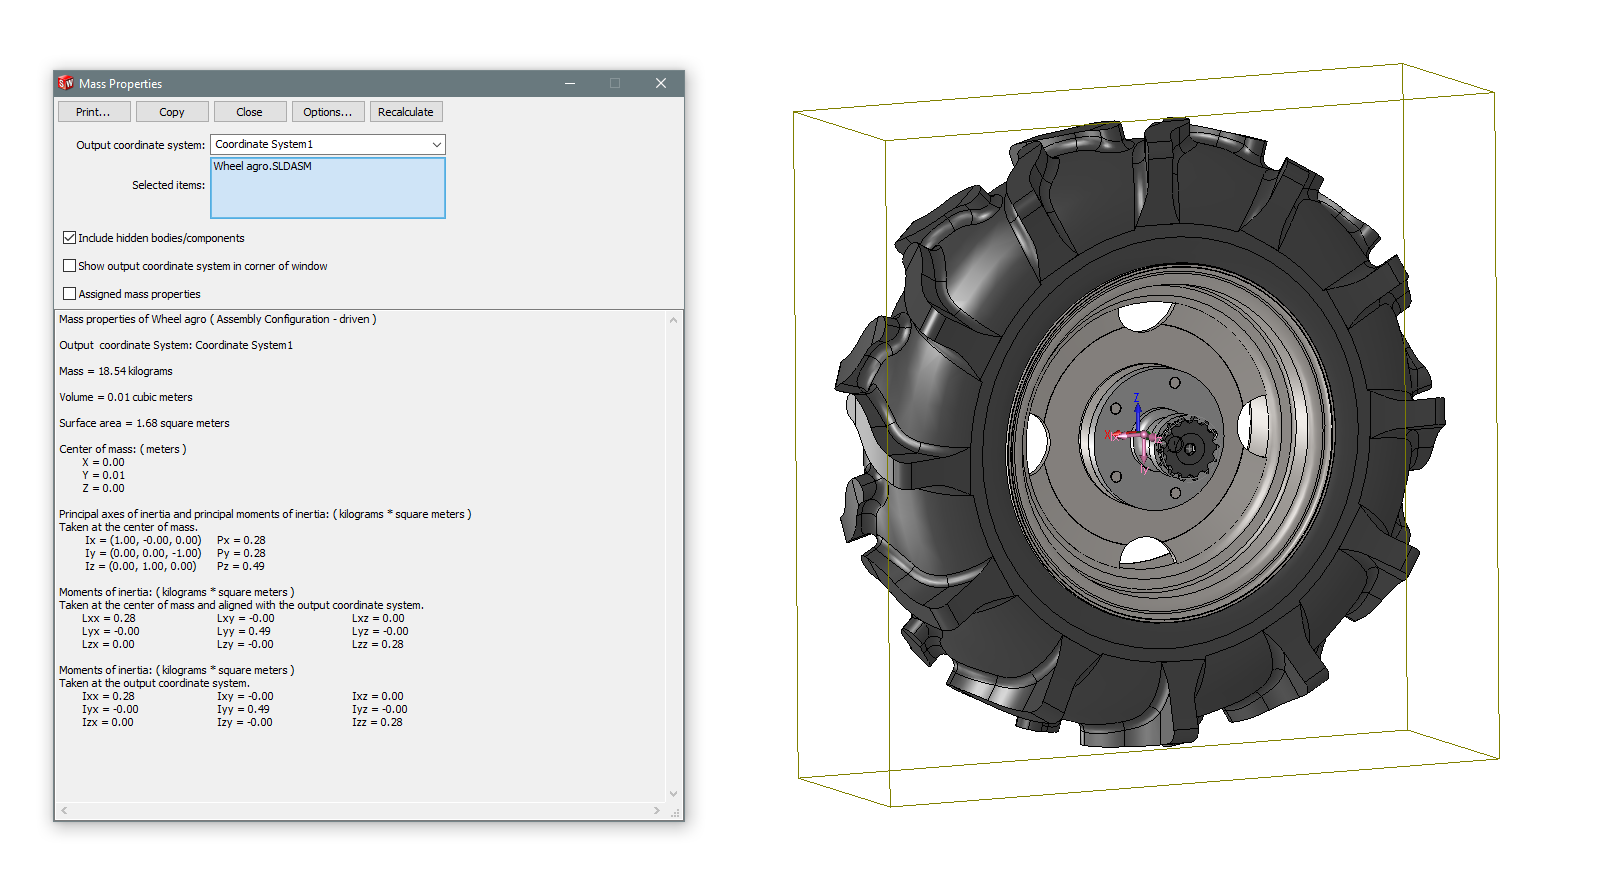 Mass Properties
Print... Copy Close Options... Recalculate
Output coordinate system: Coordinate System1
Wheel agro.SLDASM
Selected items:
Include hidden bodies/components
Show output coordinate system in corner of window
Assigned mass properties
Mass properties of Wheel agro ( Assembly Configuration - driven )
Output coordinate System: Coordinate System1
Mass = 18.54 kilograms
Volume = 0.01 cubic meters
Surface area = 1.68 square meters
Center of mass: ( meters )
X = 0.00
Y = 0.01
Z = 0.00
Principal axes of inertia and principal moments of inertia: ( kilograms * square meters )
Taken at the center of mass.
Ix = (1.00, -0.00, 0.00) Px = 0.28
Iy = (0.00, 0.00, -1.00) Py = 0.28
Iz = (0.00, 1.00, 0.00) Pz = 0.49
Moments of inertia: ( kilograms * square meters )
Taken at the center of mass and aligned with the output coordinate system.
Lxx = 0.28 Lxy = -0.00 Lxz = 0.00
Lyx = -0.00 Lyy = 0.49 Lyz = -0.00
Lzx = 0.00 Lzy = -0.00 Lzz = 0.28
Moments of inertia: ( kilograms * square meters )
Taken at the output coordinate system.
Ixx = 0.28 Ixy = -0.00 Ixz = 0.00
Iyx = -0.00 Iyy = 0.49 Iyz = -0.00
Izx = 0.00 Izy = -0.00 Izz = 0.28
Z
X